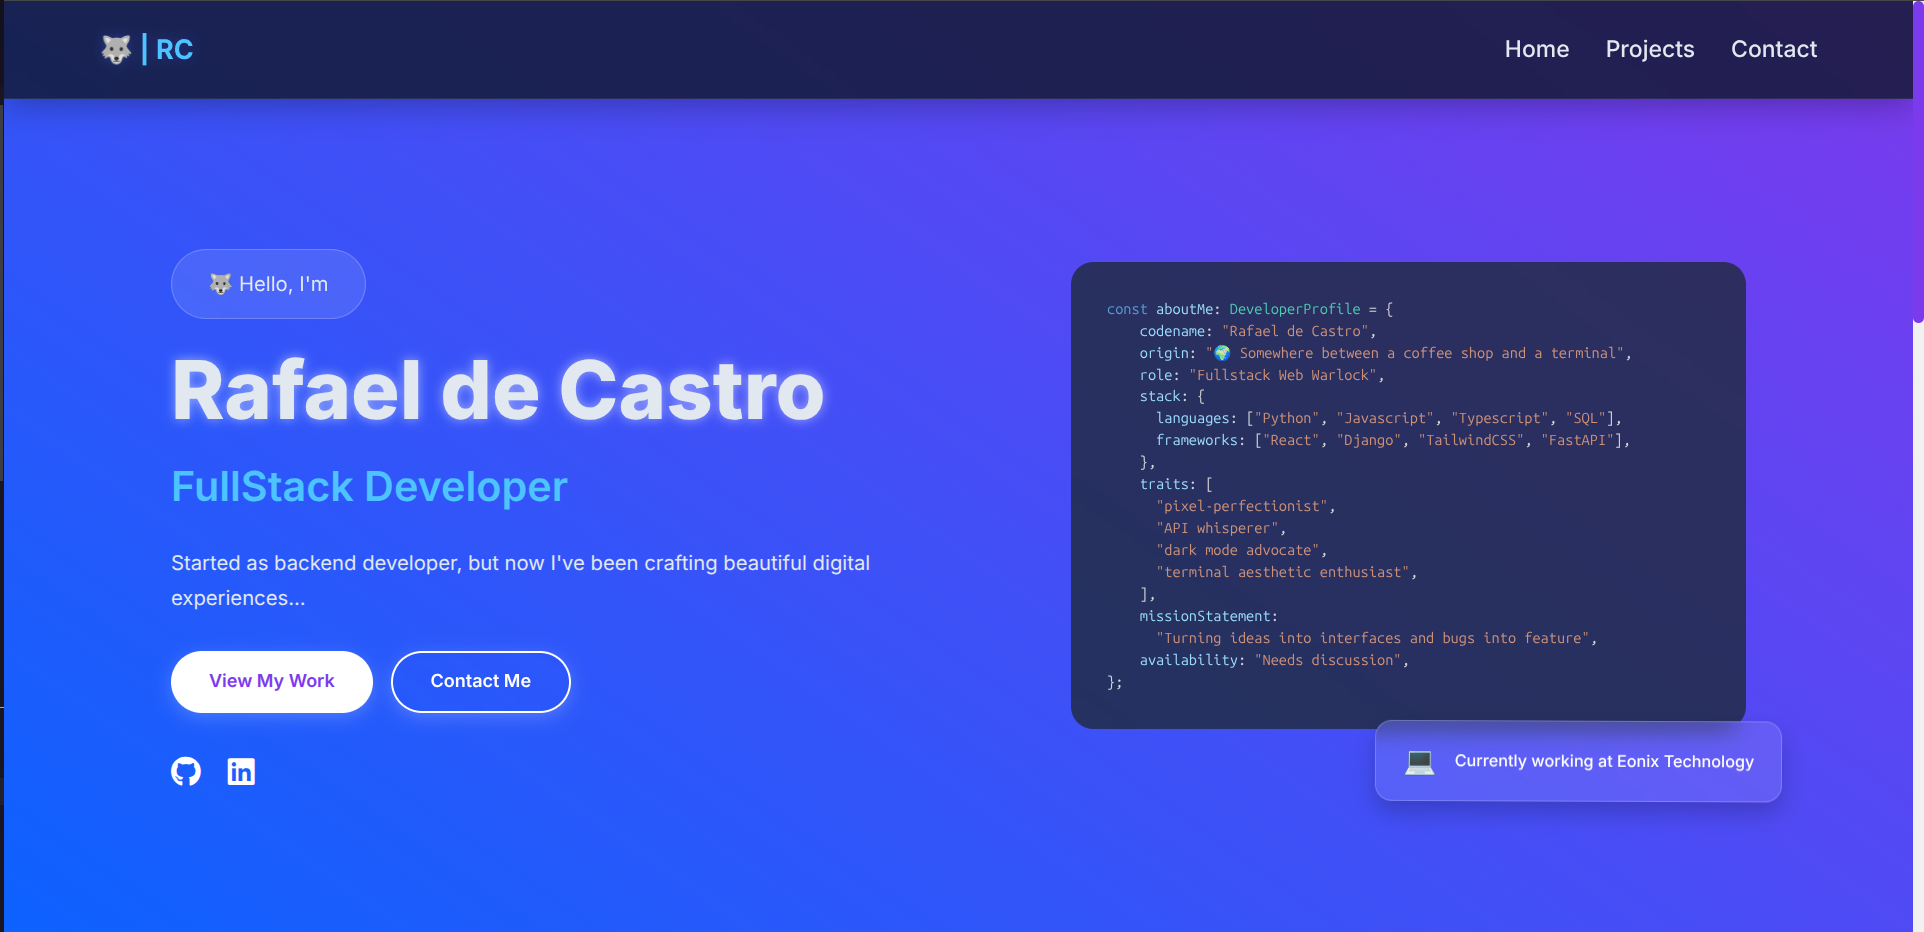 🐺 | RC
Home Projects Contact
🐺 Hello, I'm
Rafael de Castro
FullStack Developer
Started as backend developer, but now I've been crafting beautiful digital
experiences...
View My Work
Contact Me
const aboutMe: DeveloperProfile = {
    codename: "Rafael de Castro",
    origin: "🌍 Somewhere between a coffee shop and a terminal",
    role: "Fullstack Web Warlock",
    stack: {
      languages: ["Python", "Javascript", "Typescript", "SQL"],
      frameworks: ["React", "Django", "TailwindCSS", "FastAPI"],
    },
    traits: [
      "pixel-perfectionist",
      "API whisperer",
      "dark mode advocate",
      "terminal aesthetic enthusiast",
    ],
    missionStatement:
      "Turning ideas into interfaces and bugs into feature",
    availability: "Needs discussion",
};
💻 Currently working at Eonix Technology
in